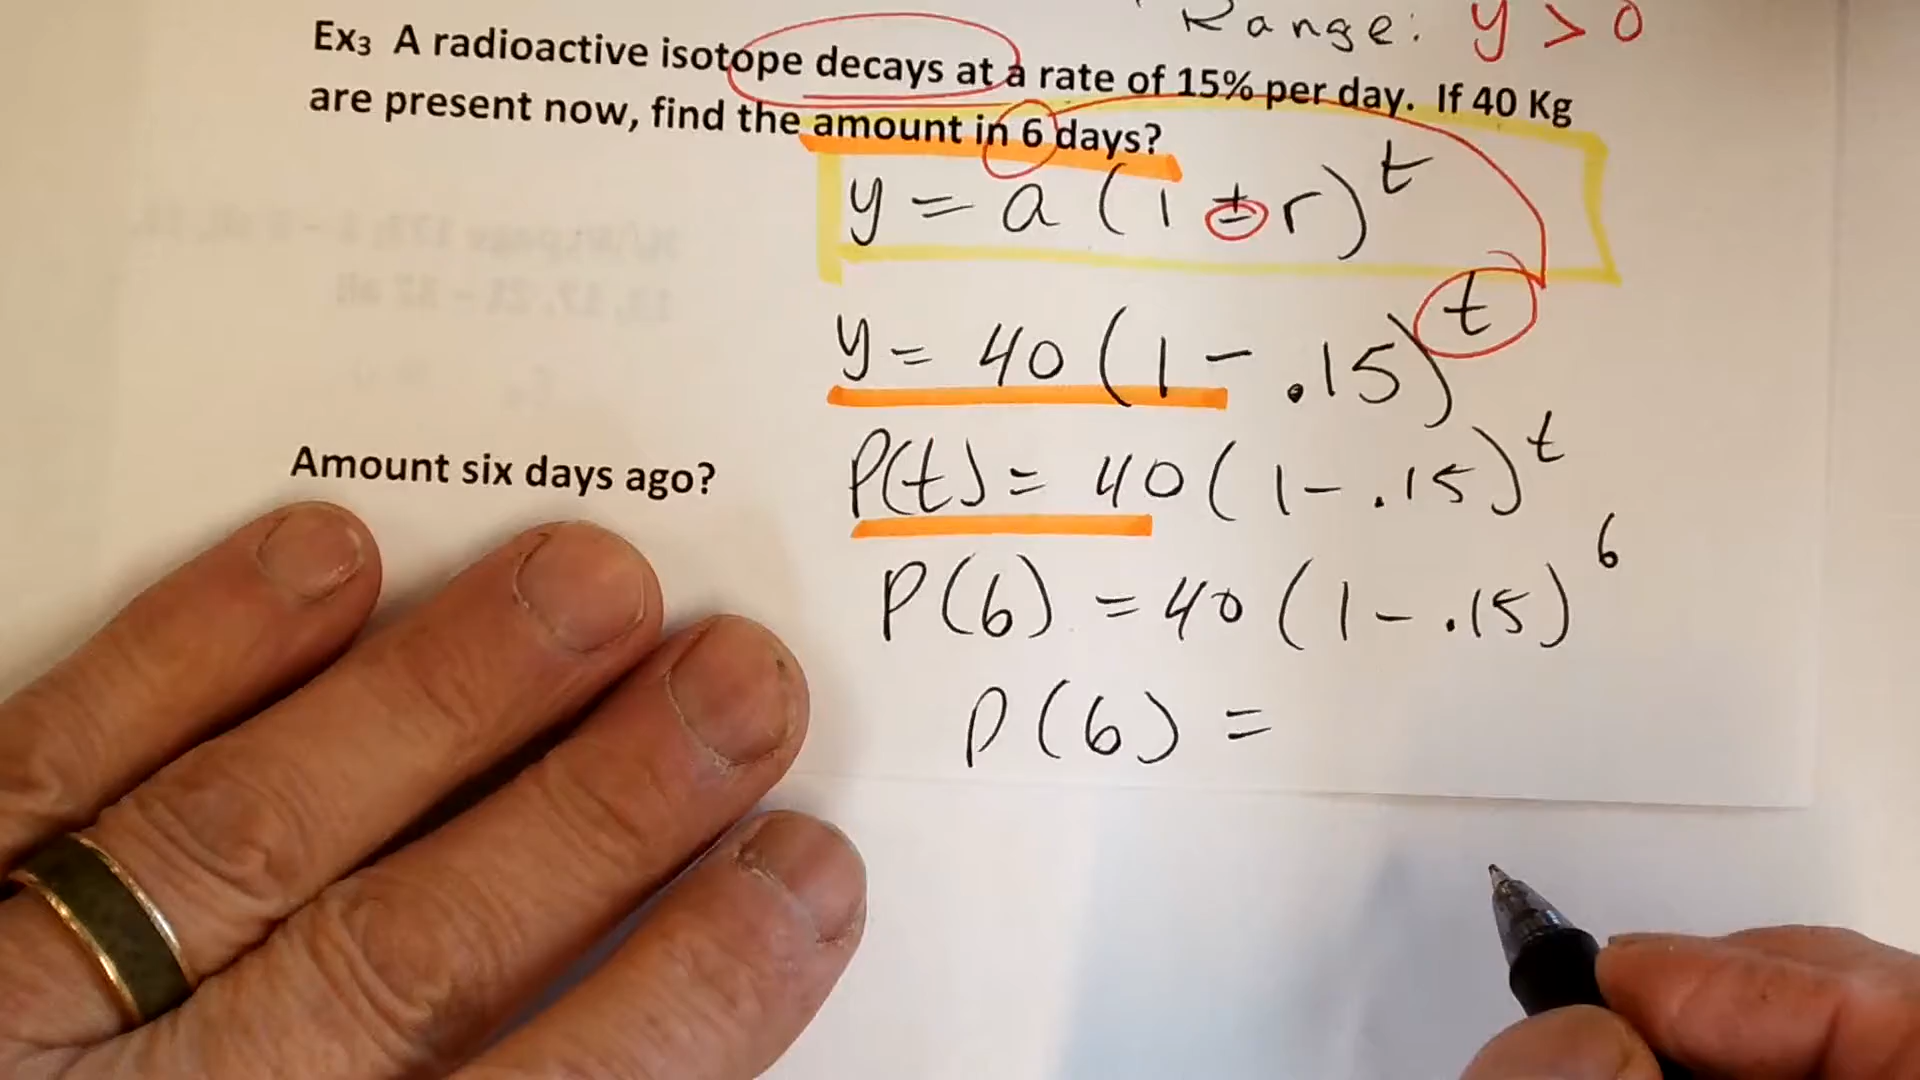 Range: y > 0
Ex3 A radioactive isotope decays at a rate of 15% per day. If 40 Kg
are present now, find the amount in 6 days?
y = a (1 ± r)^t
y = 40 (1 - .15)^t
Amount six days ago?
P(t) = 40 (1 - .15)^t
P(6) = 40 (1 - .15)^6
P(6) =